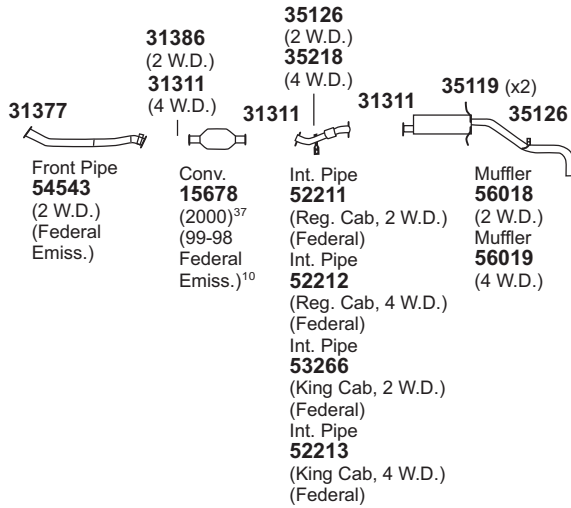 35126
(2 W.D.)
35218
(4 W.D.)
31386
(2 W.D.)
31311
(4 W.D.)
31377
31311
31311
35119 (x2)
35126
Front Pipe
54543
(2 W.D.)
(Federal
Emiss.)
Conv.
15678
(2000)37
(99-98
Federal
Emiss.)10
Int. Pipe
52211
(Reg. Cab, 2 W.D.)
(Federal)
Int. Pipe
52212
(Reg. Cab, 4 W.D.)
(Federal)
Int. Pipe
53266
(King Cab, 2 W.D.)
(Federal)
Int. Pipe
52213
(King Cab, 4 W.D.)
(Federal)
Muffler
56018
(2 W.D.)
Muffler
56019
(4 W.D.)